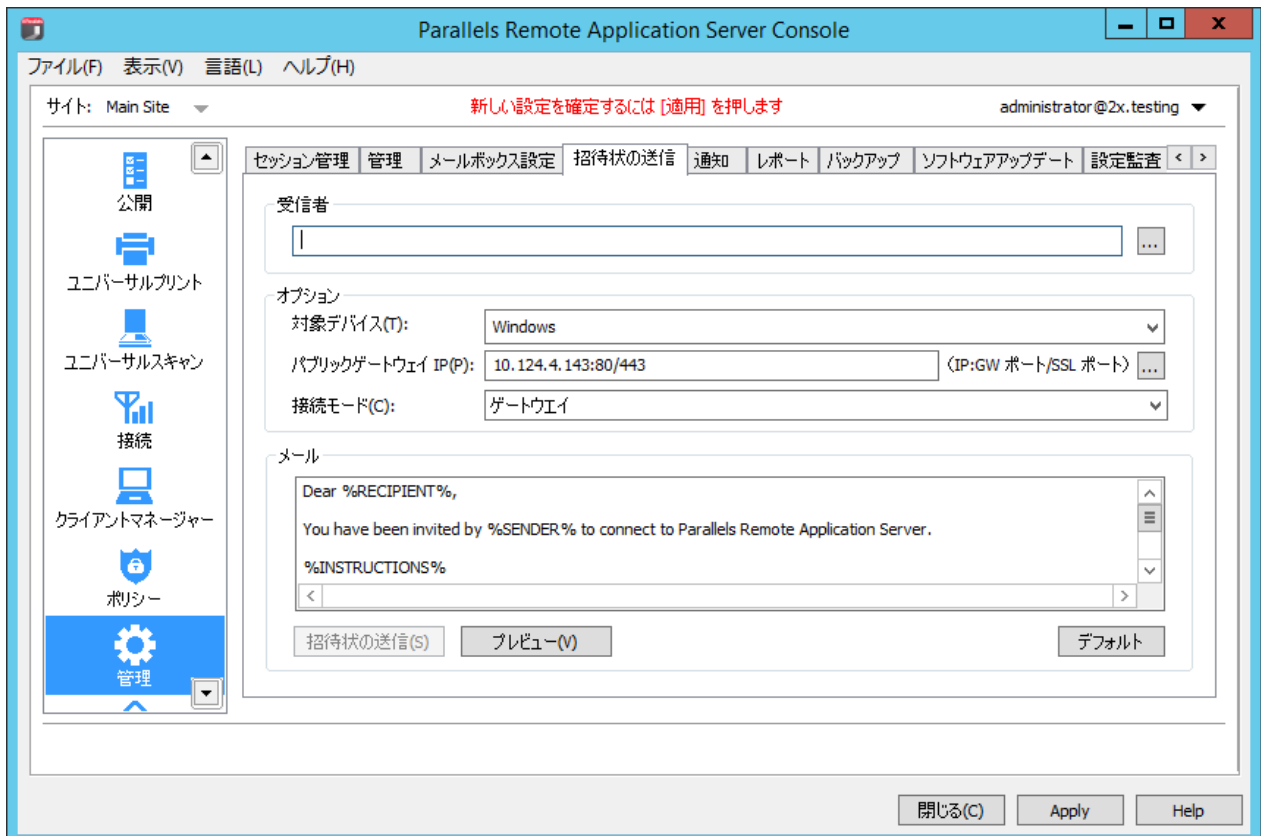 Parallels Remote Application Server Console
ファイル(F) 表示(V) 言語(L) ヘルプ(H)
サイト: Main Site 新しい設定を確定するには [適用] を押します administrator@2x.testing
公開
ユニバーサルプリント
ユニバーサルスキャン
接続
クライアントマネージャー
ポリシー
管理
セッション管理 管理 メールボックス設定 招待状の送信 通知 レポート バックアップ ソフトウェアアップデート 設定監査
受信者
...
オプション
対象デバイス(T): Windows
パブリックゲートウェイ IP(P): 10.124.4.143:80/443 (IP:GW ポート/SSL ポート) ...
接続モード(C): ゲートウエイ
メール
Dear %RECIPIENT%,
You have been invited by %SENDER% to connect to Parallels Remote Application Server.
%INSTRUCTIONS%
招待状の送信(S) プレビュー(V) デフォルト
閉じる(C) Apply Help